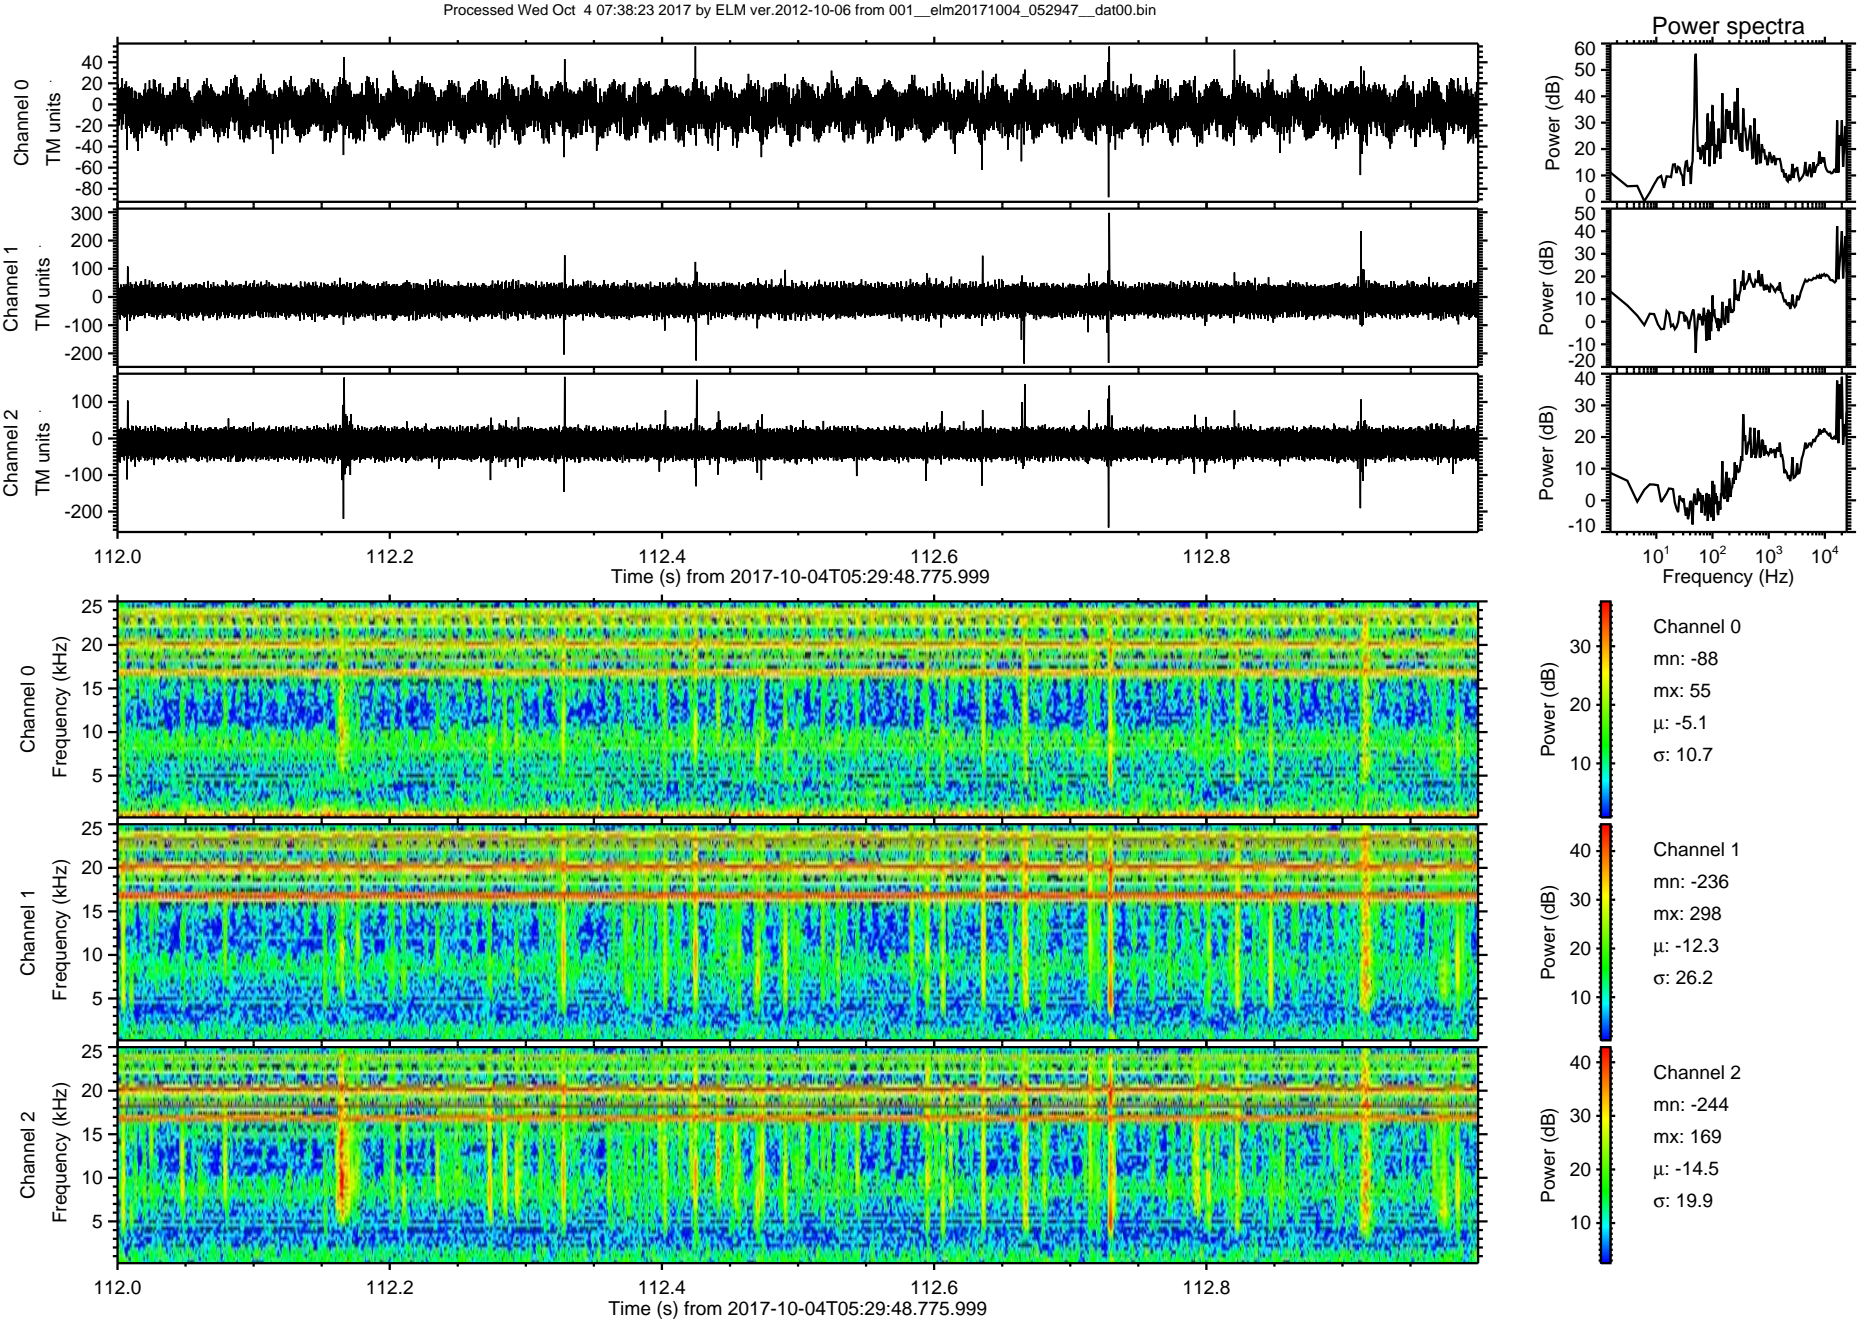 Processed Wed Oct  4 07:38:23 2017 by ELM ver.2012-10-06 from 001__elm20171004_052947__dat00.bin
Power spectra
Channel 0
TM units
40
20
0
-20
-40
-60
-80
Power (dB)
60
50
40
30
20
10
0
Channel 1
TM units
300
200
100
0
-100
-200
Power (dB)
50
40
30
20
10
0
-10
-20
Channel 2
TM units
100
0
-100
-200
Power (dB)
40
30
20
10
0
-10
112.0 112.2 112.4 112.6 112.8
Time (s) from 2017-10-04T05:29:48.775.999
10^1 10^2 10^3 10^4
Frequency (Hz)
Channel 0
Frequency (kHz)
25
20
15
10
5
Power (dB)
30
20
10
Channel 0
mn: -88
mx: 55
μ: -5.1
σ: 10.7
Channel 1
Frequency (kHz)
25
20
15
10
5
Power (dB)
40
30
20
10
Channel 1
mn: -236
mx: 298
μ: -12.3
σ: 26.2
Channel 2
Frequency (kHz)
25
20
15
10
5
Power (dB)
40
30
20
10
Channel 2
mn: -244
mx: 169
μ: -14.5
σ: 19.9
112.0 112.2 112.4 112.6 112.8
Time (s) from 2017-10-04T05:29:48.775.999